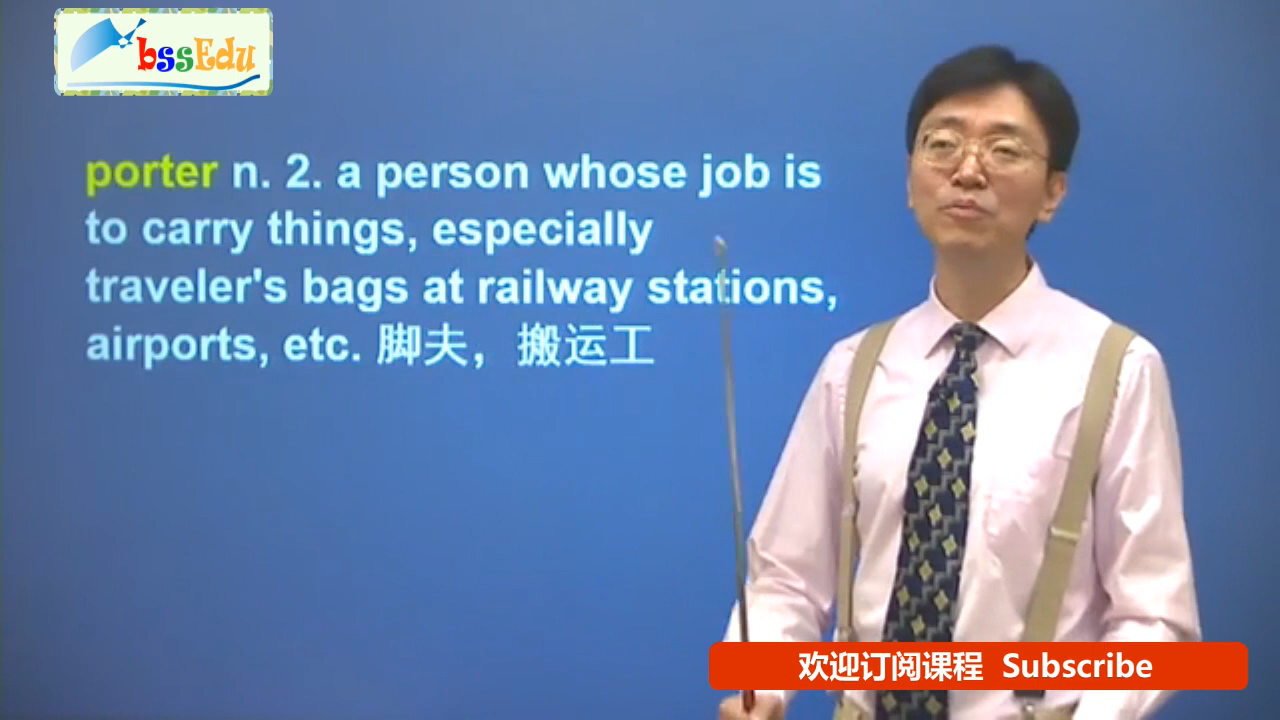 bssEdu
porter n. 2. a person whose job is
to carry things, especially
traveler's bags at railway stations,
airports, etc. 脚夫，搬运工
欢迎订阅课程 Subscribe